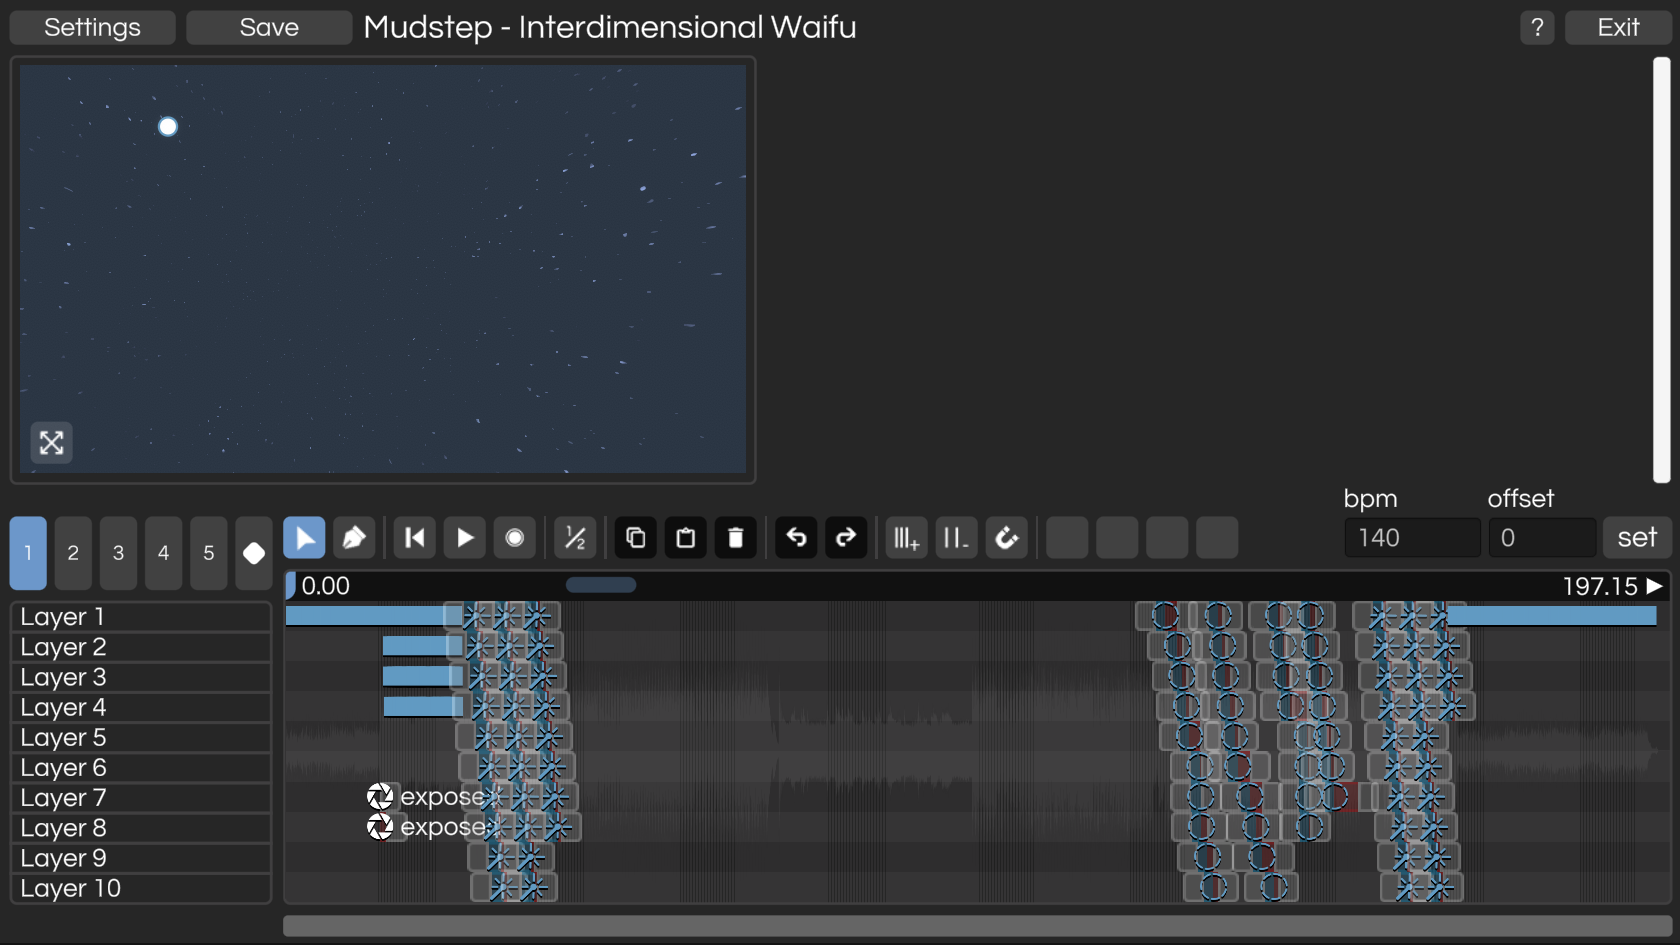 Settings Save Mudstep - Interdimensional Waifu ? Exit
bpm offset
1 2 3 4 5 ½ 140 0 set
0.00 197.15
Layer 1
Layer 2
Layer 3
Layer 4
Layer 5
Layer 6
Layer 7 expose
Layer 8 expose
Layer 9
Layer 10